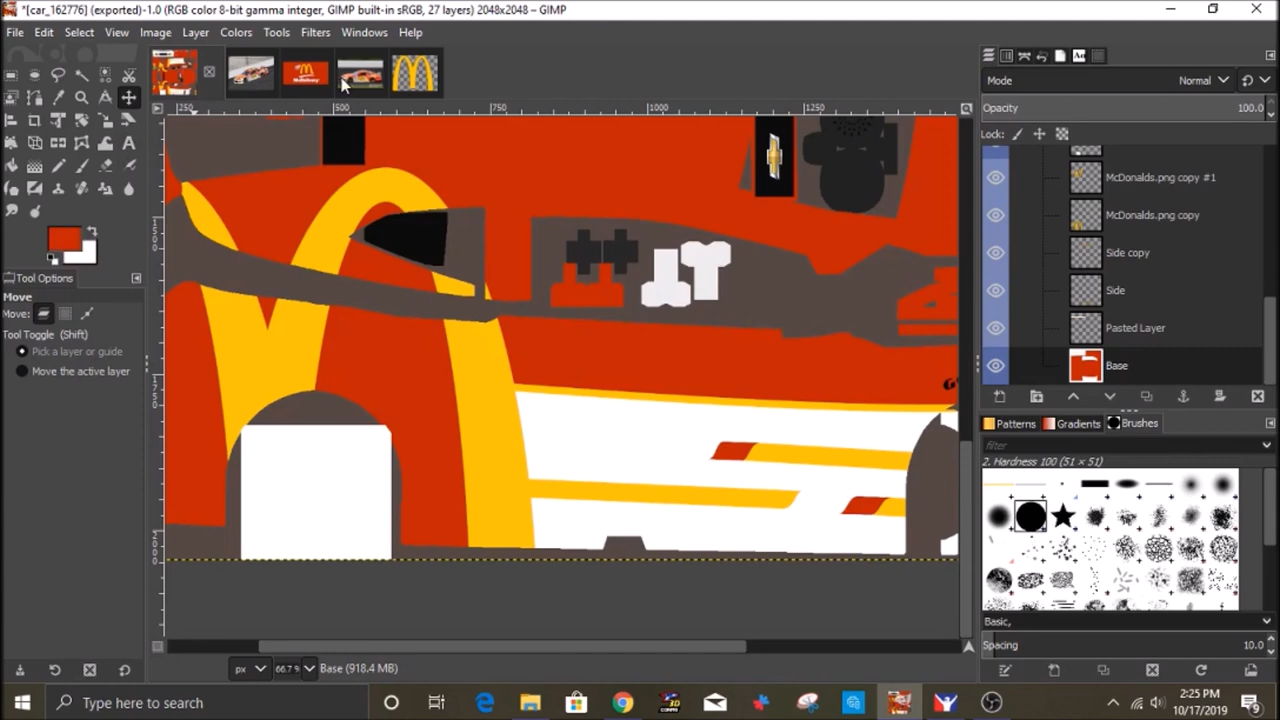 *[car_162776] (exported)-1.0 (RGB color 8-bit gamma integer, GIMP built-in sRGB, 27 layers) 2048x2048 – GIMP
File Edit Select View Image Layer Colors Tools Filters Windows Help
Mode Normal
Opacity 100.0
Lock:
250 500 750 1000 1250
McDonald's.png copy #1
McDonald's.png copy
Side copy
Side
Pasted Layer
Base
Tool Options
Move
Move:
Tool Toggle (Shift)
Pick a layer or guide
Move the active layer
Patterns Gradients Brushes
filter
2. Hardness 100 (51 × 51)
Basic,
Spacing 10.0
px 66.7 Base (918.4 MB)
Type here to search
2:25 PM
10/17/2019